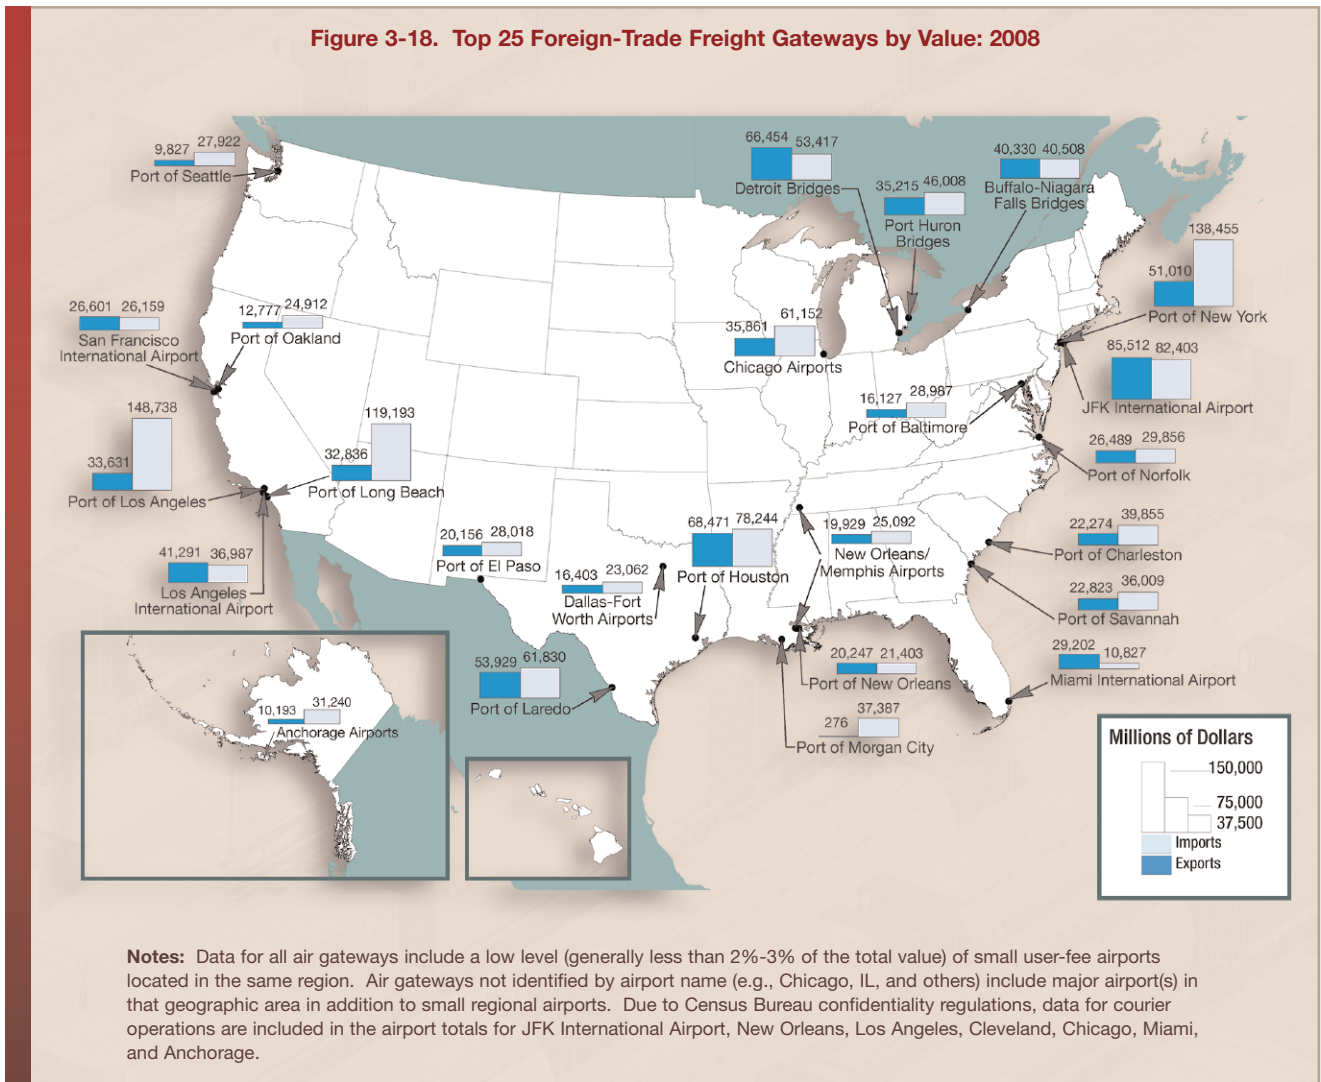 Figure 3-18.  Top 25 Foreign-Trade Freight Gateways by Value: 2008
9,827 27,922
Port of Seattle
66,454 53,417
Detroit Bridges
35,215 46,008
Port Huron
Bridges
40,330 40,508
Buffalo-Niagara
Falls Bridges
138,455
51,010
Port of New York
26,601 26,159
San Francisco
International Airport
12,777 24,912
Port of Oakland
35,861 61,152
Chicago Airports
85,512 82,403
JFK International Airport
16,127 28,987
Port of Baltimore
148,738
33,631
Port of Los Angeles
119,193
32,836
Port of Long Beach
26,489 29,856
Port of Norfolk
41,291 36,987
Los Angeles
International Airport
20,156 28,018
Port of El Paso
16,403 23,062
Dallas-Fort
Worth Airports
68,471 78,244
Port of Houston
19,929 25,092
New Orleans/
Memphis Airports
22,274 39,855
Port of Charleston
22,823 36,009
Port of Savannah
29,202 10,827
Miami International Airport
53,929 61,830
Port of Laredo
20,247 21,403
Port of New Orleans
276 37,387
Port of Morgan City
10,193 31,240
Anchorage Airports
Millions of Dollars
150,000
75,000
37,500
Imports
Exports
Notes:  Data for all air gateways include a low level (generally less than 2%-3% of the total value) of small user-fee airports
located in the same region.  Air gateways not identified by airport name (e.g., Chicago, IL, and others) include major airport(s) in
that geographic area in addition to small regional airports.  Due to Census Bureau confidentiality regulations, data for courier
operations are included in the airport totals for JFK International Airport, New Orleans, Los Angeles, Cleveland, Chicago, Miami,
and Anchorage.